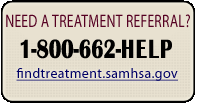 NEED A TREATMENT REFERRAL?
1-800-662-HELP
findtreatment.samhsa.gov